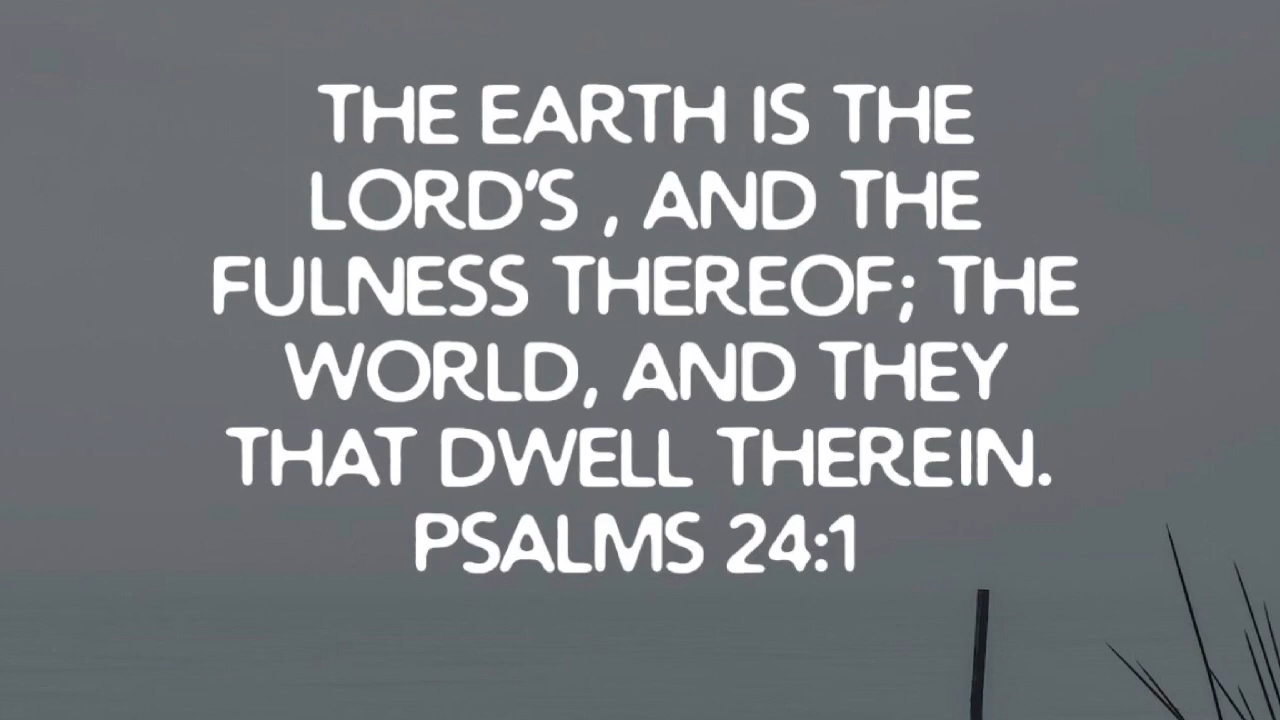 THE EARTH IS THE
LORD'S , AND THE
FULNESS THEREOF; THE
WORLD, AND THEY
THAT DWELL THEREIN.
PSALMS 24:1